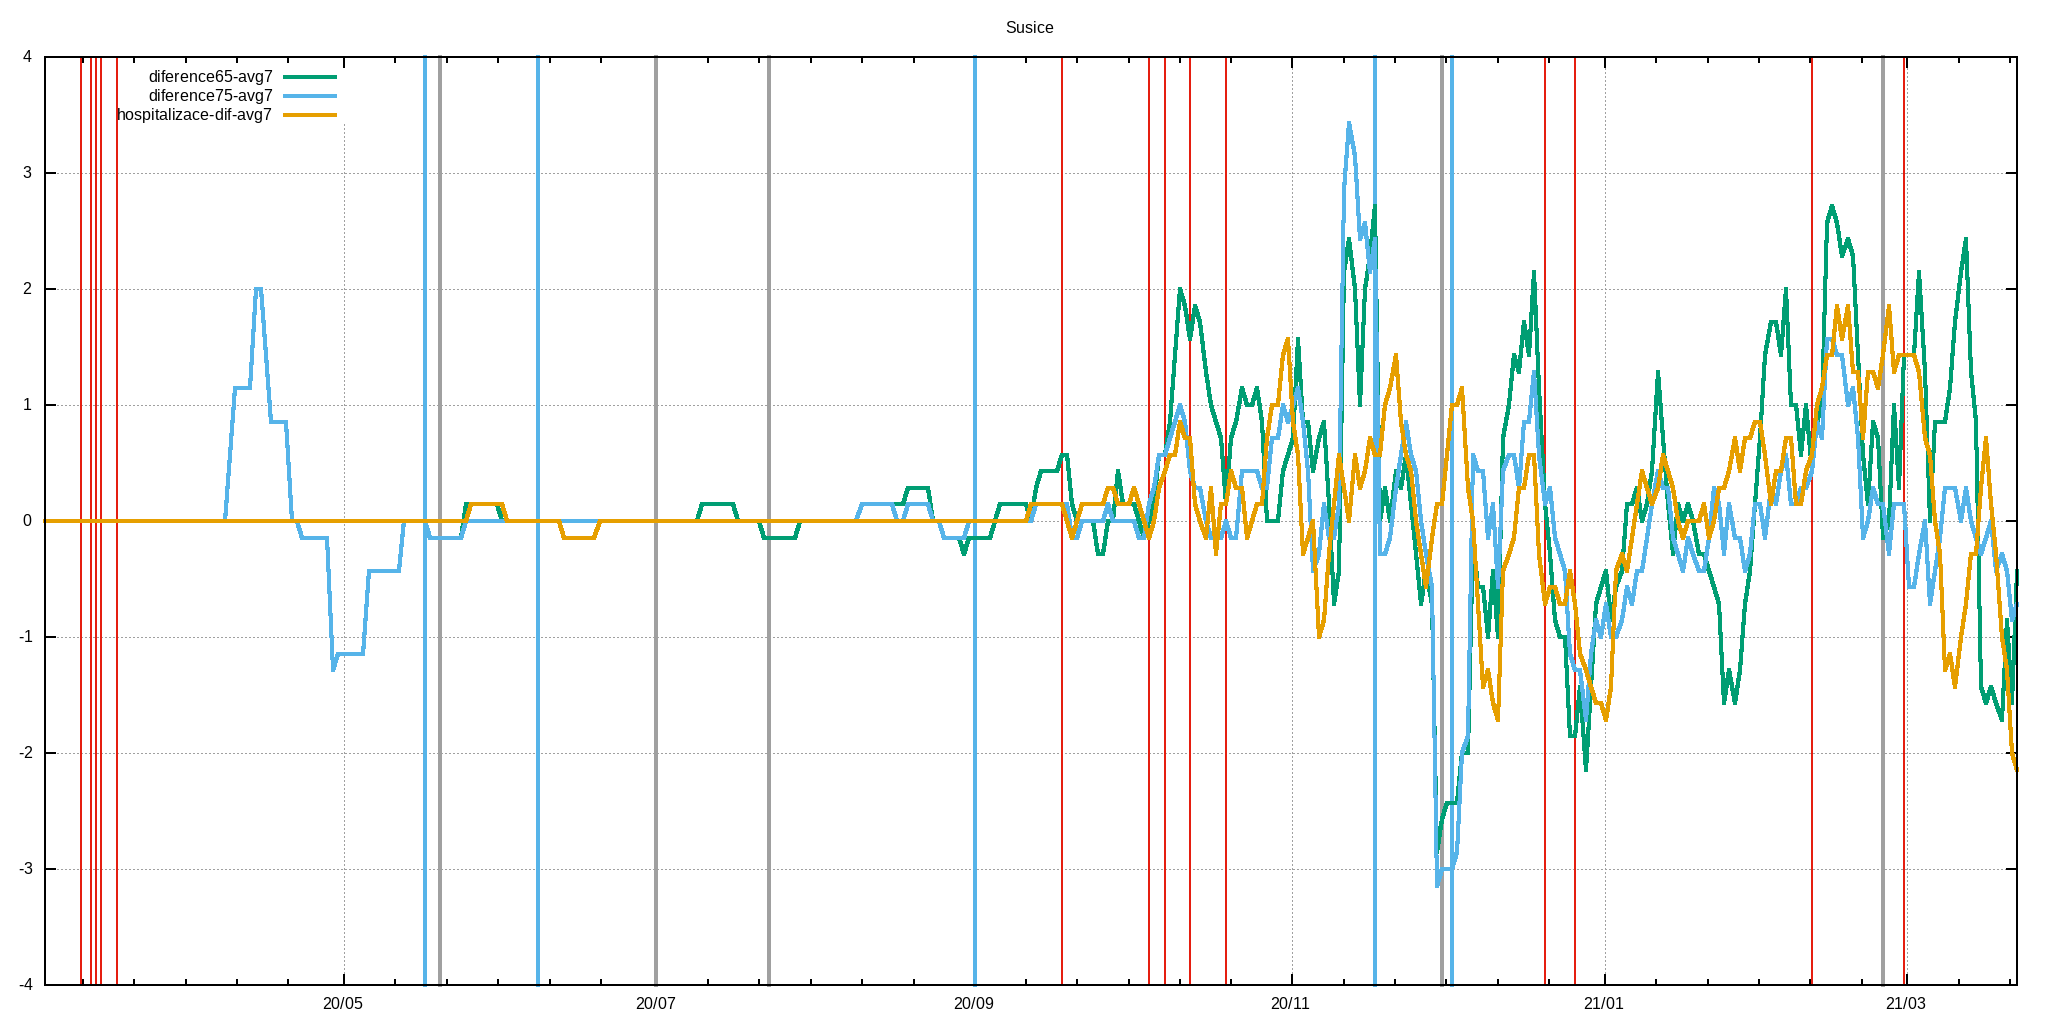 Susice
diference65-avg7
diference75-avg7
hospitalizace-dif-avg7
4
3
2
1
0
-1
-2
-3
-4
20/05 20/07 20/09 20/11 21/01 21/03